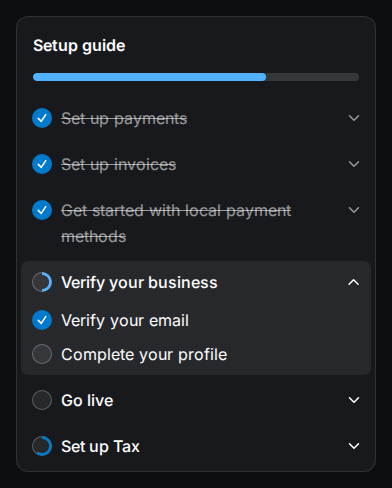 Setup guide
Set up payments
Set up invoices
Get started with local payment
methods
Verify your business
Verify your email
Complete your profile
Go live
Set up Tax